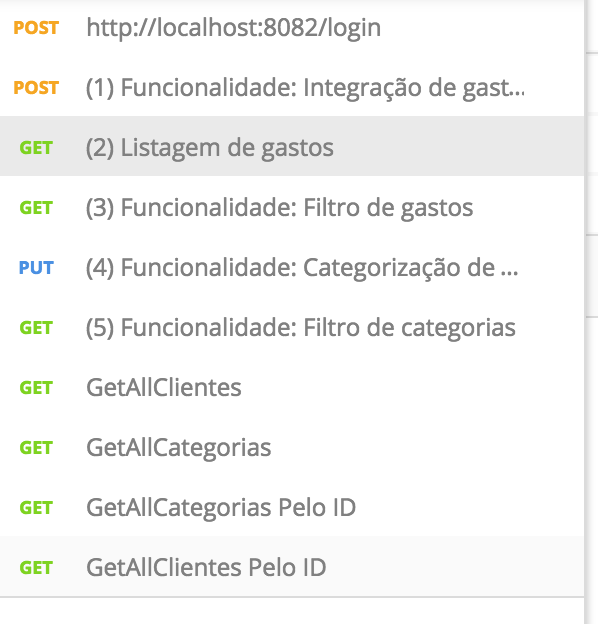 POST http://localhost:8082/login
POST (1) Funcionalidade: Integração de gast...
GET (2) Listagem de gastos
GET (3) Funcionalidade: Filtro de gastos
PUT (4) Funcionalidade: Categorização de ...
GET (5) Funcionalidade: Filtro de categorias
GET GetAllClientes
GET GetAllCategorias
GET GetAllCategorias Pelo ID
GET GetAllClientes Pelo ID